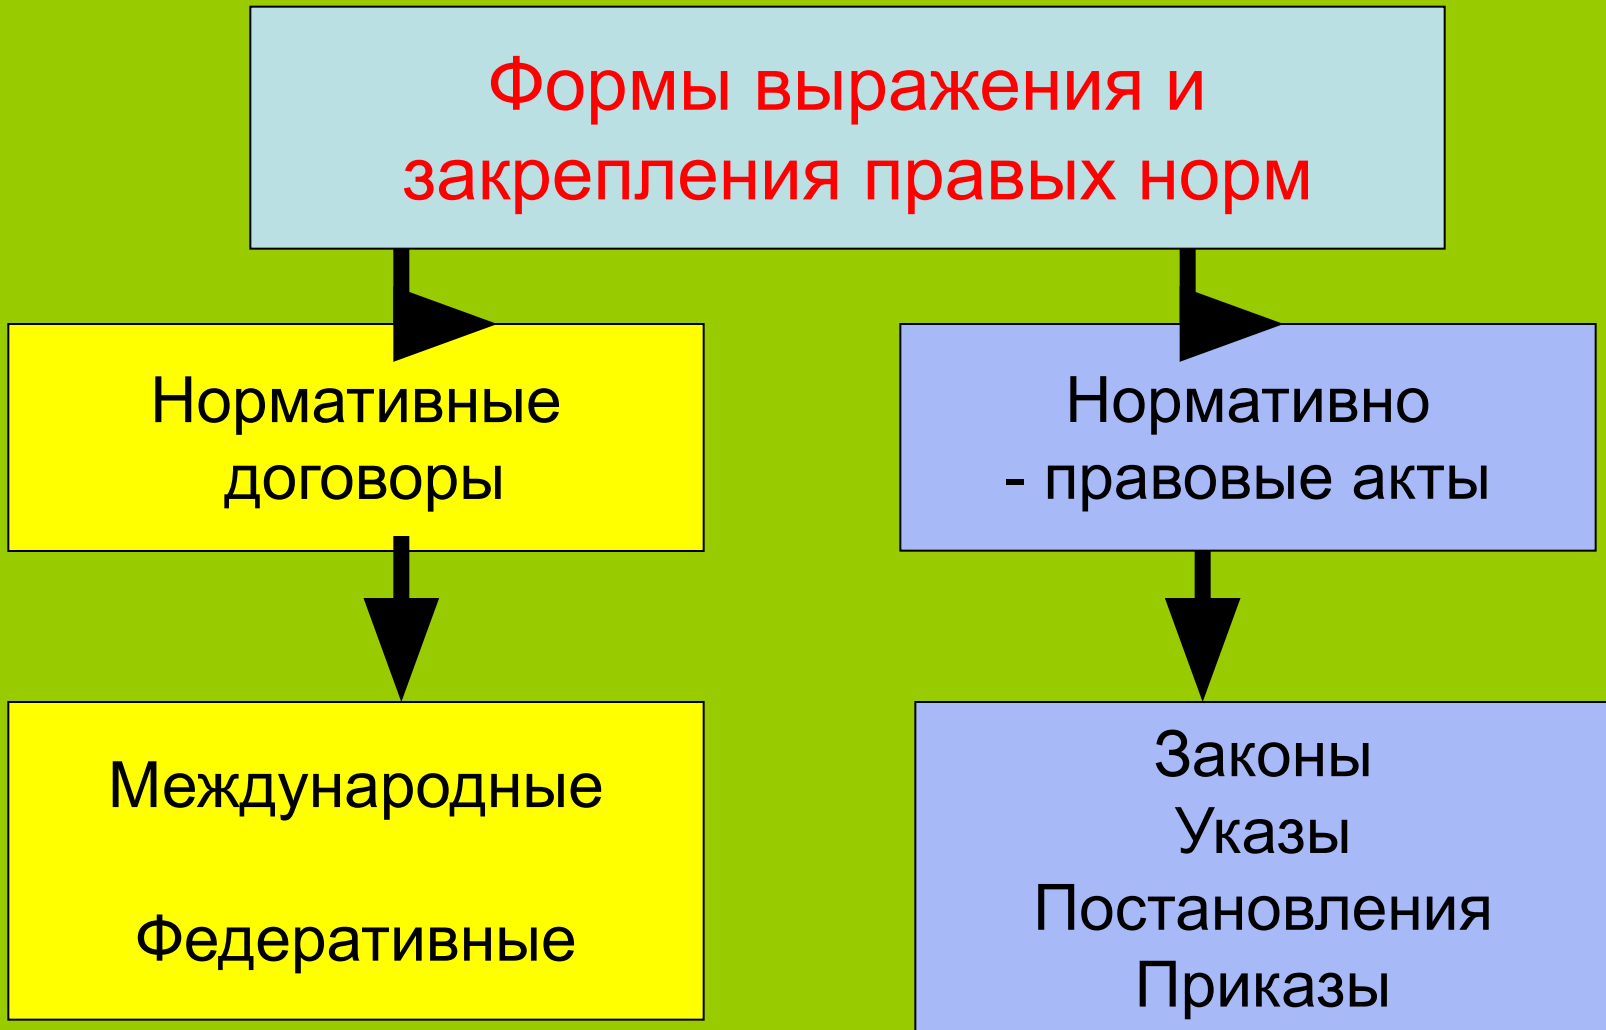 Формы выражения и
закрепления правых норм
Нормативные
договоры
Нормативно
- правовые акты
Международные
Федеративные
Законы
Указы
Постановления
Приказы